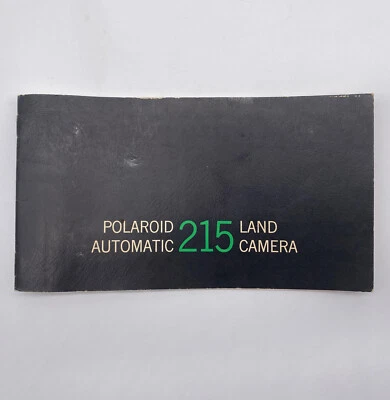 POLAROID 215 LAND
AUTOMATIC CAMERA